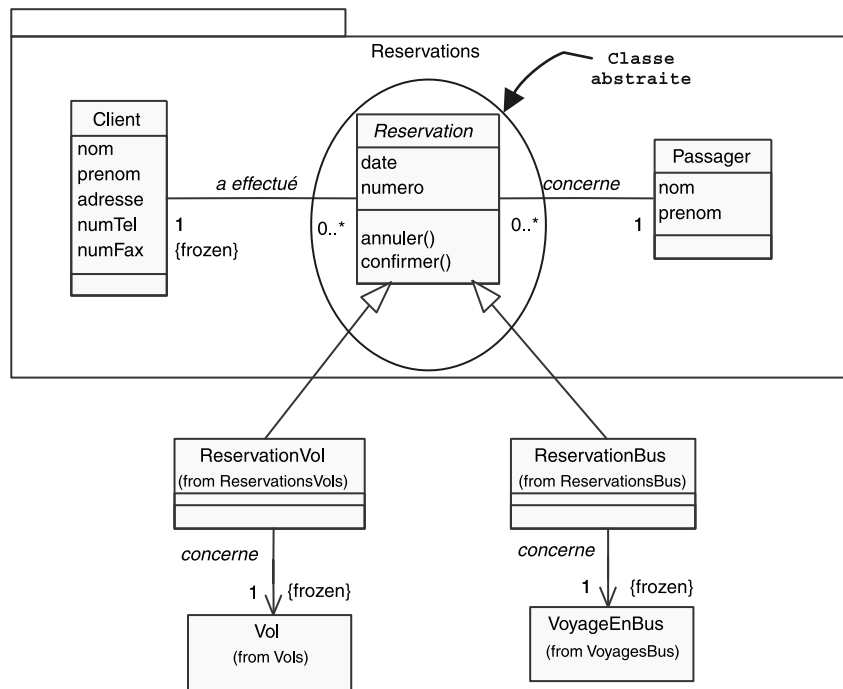 Reservations
Classe
abstraite
Client
nom
prenom
adresse
numTel
numFax
a effectué
1
{frozen}
0..*
Reservation
date
numero
annuler()
confirmer()
concerne
0..*
1
Passager
nom
prenom
ReservationVol
(from ReservationsVols)
ReservationBus
(from ReservationsBus)
concerne
1
{frozen}
concerne
1
{frozen}
Vol
(from Vols)
VoyageEnBus
(from VoyagesBus)